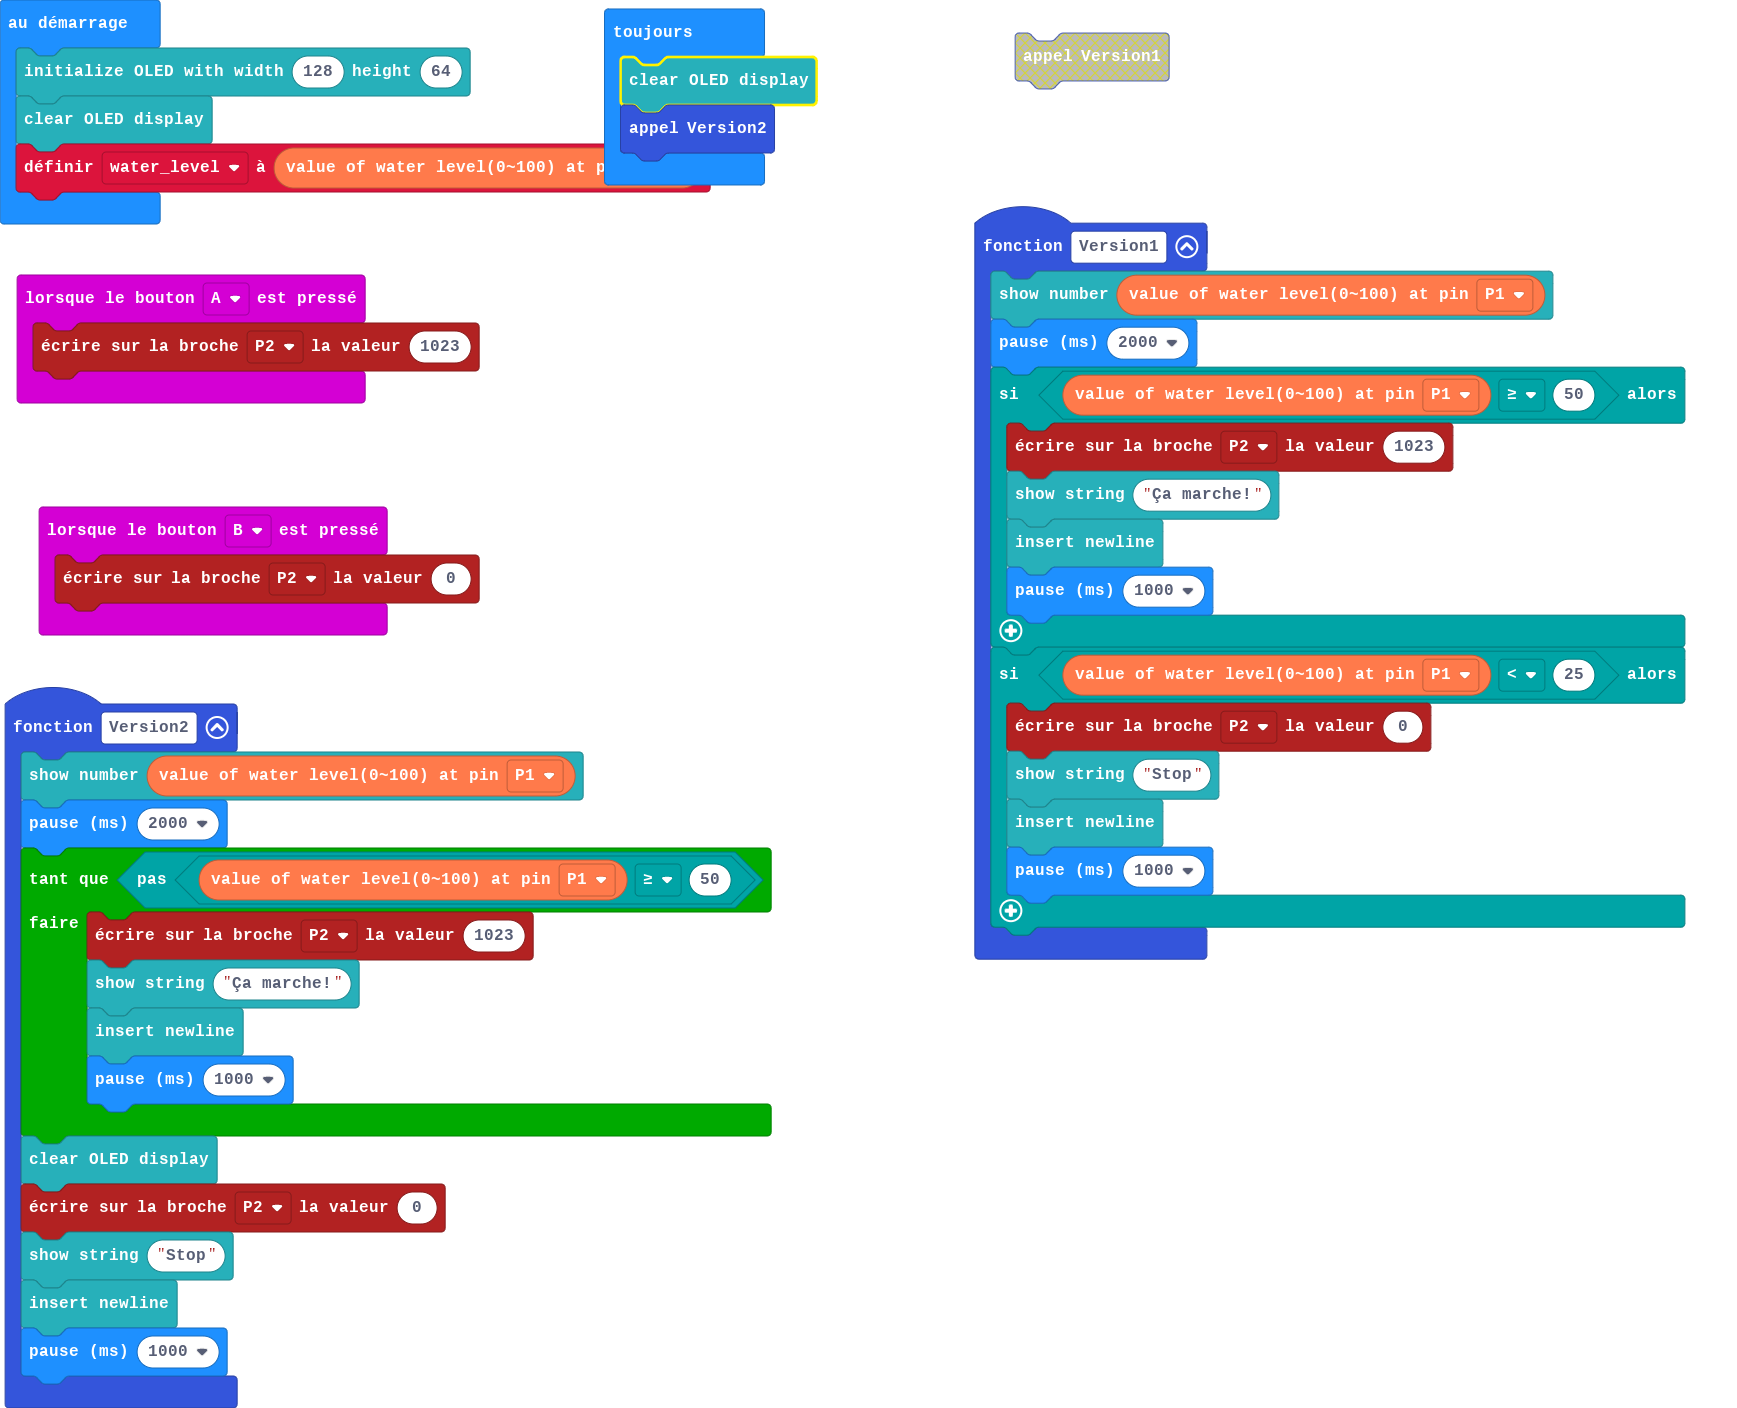 au démarrage
initialize OLED with width 128 height 64
clear OLED display
définir water_level à value of water level(0~100) at
toujours
clear OLED display
appel Version2
appel Version1
lorsque le bouton A est pressé
écrire sur la broche P2 la valeur 1023
lorsque le bouton B est pressé
écrire sur la broche P2 la valeur 0
fonction Version2
show number value of water level(0~100) at pin P1
pause (ms) 2000
tant que pas value of water level(0~100) at pin P1 ≥ 50
faire
écrire sur la broche P2 la valeur 1023
show string "Ça marche!"
insert newline
pause (ms) 1000
clear OLED display
écrire sur la broche P2 la valeur 0
show string "Stop"
insert newline
pause (ms) 1000
fonction Version1
show number value of water level(0~100) at pin P1
pause (ms) 2000
si value of water level(0~100) at pin P1 ≥ 50 alors
écrire sur la broche P2 la valeur 1023
show string "Ça marche!"
insert newline
pause (ms) 1000
si value of water level(0~100) at pin P1 < 25 alors
écrire sur la broche P2 la valeur 0
show string "Stop"
insert newline
pause (ms) 1000